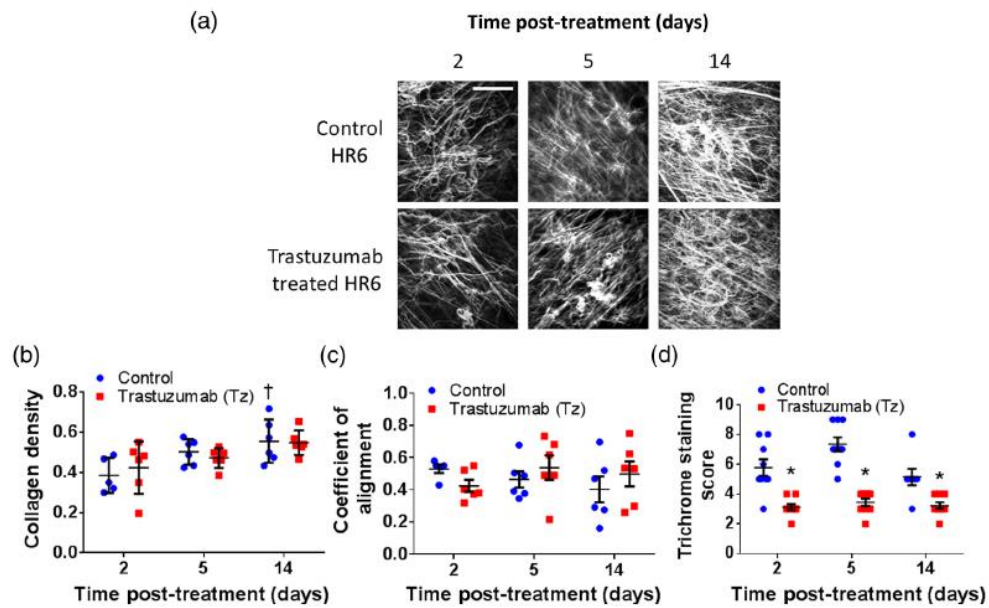 (a)
Time post-treatment (days)
2 5 14
Control
HR6
Trastuzumab
treated HR6
(b)
Collagen density
0.8
0.6
0.4
0.2
0.0
Control
Trastuzumab (Tz)
†
2 5 14
Time post-treatment (days)
(c)
Coefficient of
alignment
1.0
0.8
0.6
0.4
0.2
0.0
Control
Trastuzumab (Tz)
2 5 14
Time post-treatment (days)
(d)
Trichrome staining
score
10
8
6
4
2
0
Control
Trastuzumab (Tz)
* * *
2 5 14
Time post-treatment (days)